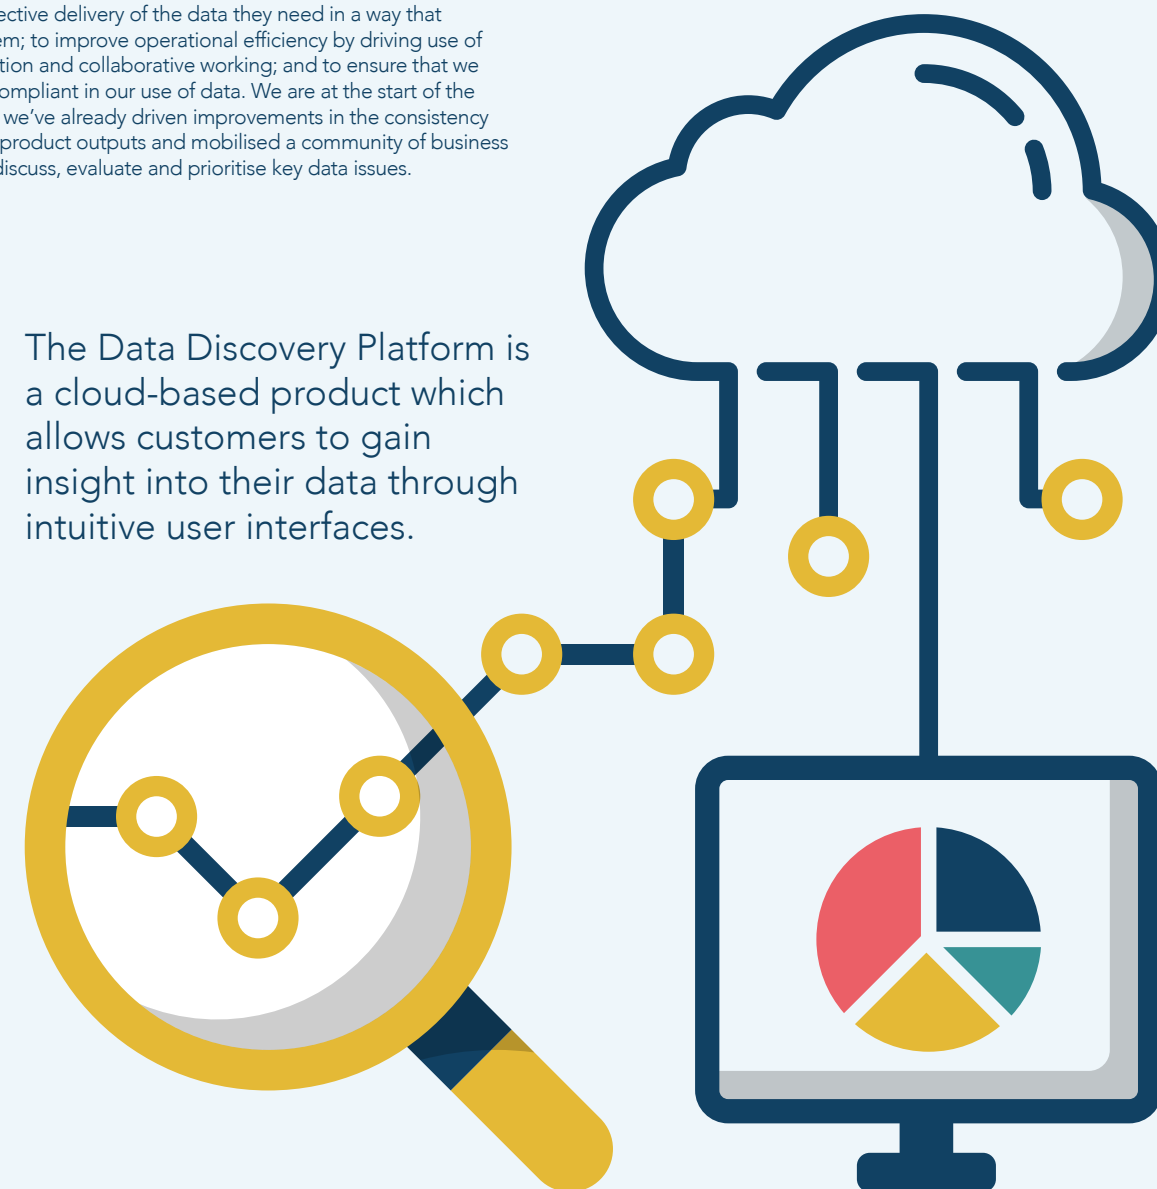 ective delivery of the data they need in a way that
em; to improve operational efficiency by driving use of
tion and collaborative working; and to ensure that we
ompliant in our use of data. We are at the start of the
we’ve already driven improvements in the consistency
product outputs and mobilised a community of business
discuss, evaluate and prioritise key data issues.
The Data Discovery Platform is
a cloud-based product which
allows customers to gain
insight into their data through
intuitive user interfaces.